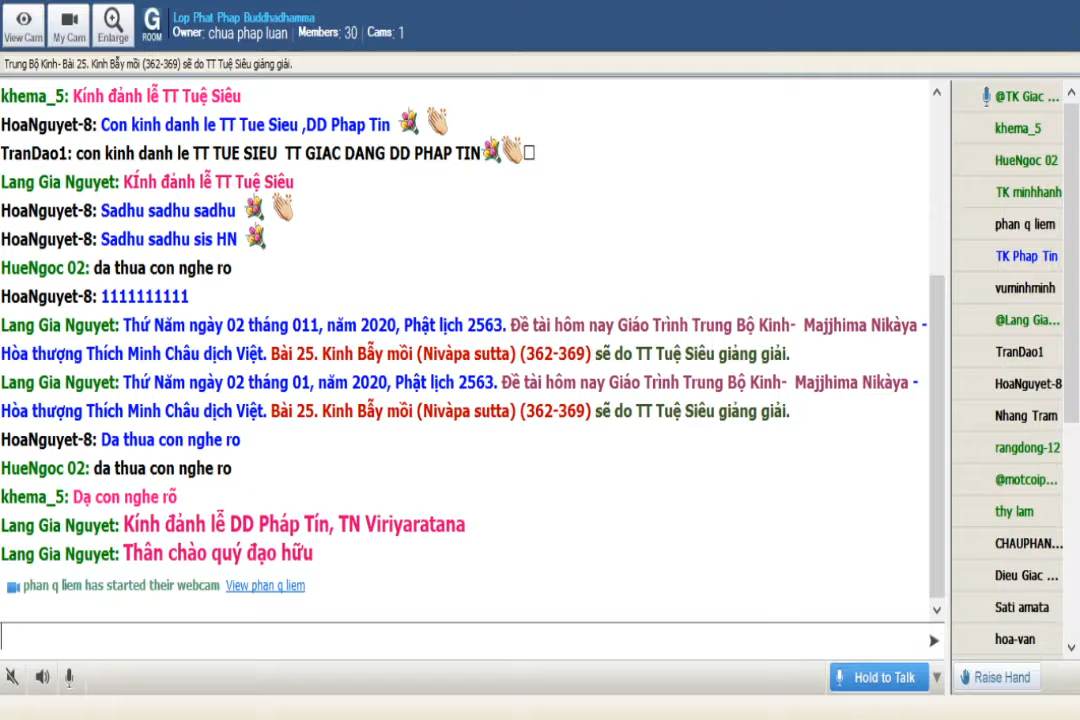 View Cam
My Cam
Enlarge
G
ROOM
Lop Phat Phap Buddhadhamma
Owner: chua phap luan | Members: 30 | Cams: 1
Trung Bộ Kinh- Bài 25. Kinh Bẫy mồi (362-369) sẽ do TT Tuệ Siêu giảng giải.
khema_5: Kính đảnh lễ TT Tuệ Siêu
HoaNguyet-8: Con kinh danh le TT Tue Sieu ,DD Phap Tin
TranDao1: con kinh danh le TT TUE SIEU TT GIAC DANG DD PHAP TIN
Lang Gia Nguyet: KÍnh đảnh lễ TT Tuệ Siêu
HoaNguyet-8: Sadhu sadhu sadhu
HoaNguyet-8: Sadhu sadhu sis HN
HueNgoc 02: da thua con nghe ro
HoaNguyet-8: 1111111111
Lang Gia Nguyet: Thứ Năm ngày 02 tháng 011, năm 2020, Phật lịch 2563. Đề tài hôm nay Giáo Trình Trung Bộ Kinh- Majjhima Nikàya -
Hòa thượng Thích Minh Châu dịch Việt. Bài 25. Kinh Bẫy mồi (Nivàpa sutta) (362-369) sẽ do TT Tuệ Siêu giảng giải.
Lang Gia Nguyet: Thứ Năm ngày 02 tháng 01, năm 2020, Phật lịch 2563. Đề tài hôm nay Giáo Trình Trung Bộ Kinh- Majjhima Nikàya -
Hòa thượng Thích Minh Châu dịch Việt. Bài 25. Kinh Bẫy mồi (Nivàpa sutta) (362-369) sẽ do TT Tuệ Siêu giảng giải.
HoaNguyet-8: Da thua con nghe ro
HueNgoc 02: da thua con nghe ro
khema_5: Dạ con nghe rõ
Lang Gia Nguyet: Kính đảnh lễ DD Pháp Tín, TN Viriyaratana
Lang Gia Nguyet: Thân chào quý đạo hữu
phan q liem has started their webcam View phan q liem
@TK Giac ...
khema_5
HueNgoc 02
TK minhhanh
phan q liem
TK Phap Tin
vuminhminh
@Lang Gia...
TranDao1
HoaNguyet-8
Nhang Tram
rangdong-12
@motcoip...
thy lam
CHAUPHAN...
Dieu Giac ...
Sati amata
hoa-van
Hold to Talk
Raise Hand